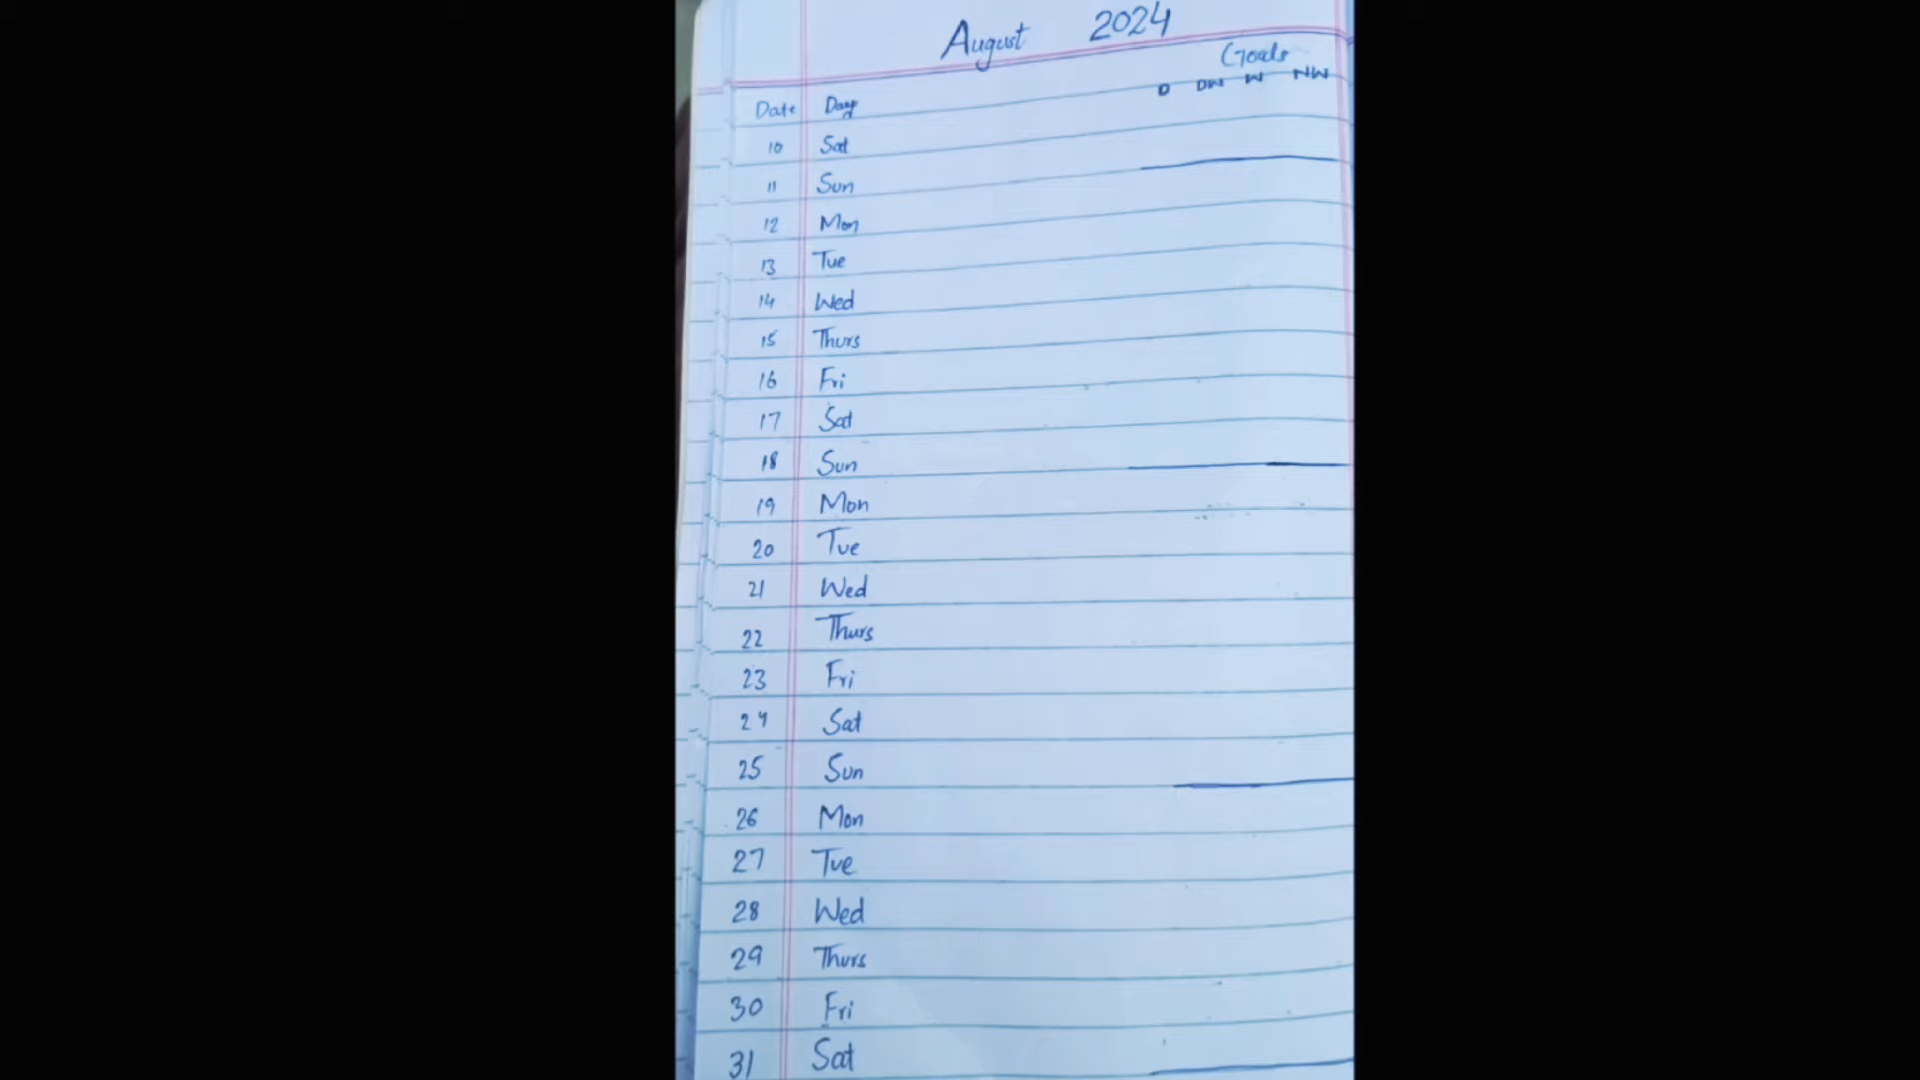 August 2024
Goals
Date Day D DW W NW
10 Sat
11 Sun
12 Mon
13 Tue
14 Wed
15 Thurs
16 Fri
17 Sat
18 Sun
19 Mon
20 Tue
21 Wed
22 Thurs
23 Fri
24 Sat
25 Sun
26 Mon
27 Tue
28 Wed
29 Thurs
30 Fri
31 Sat